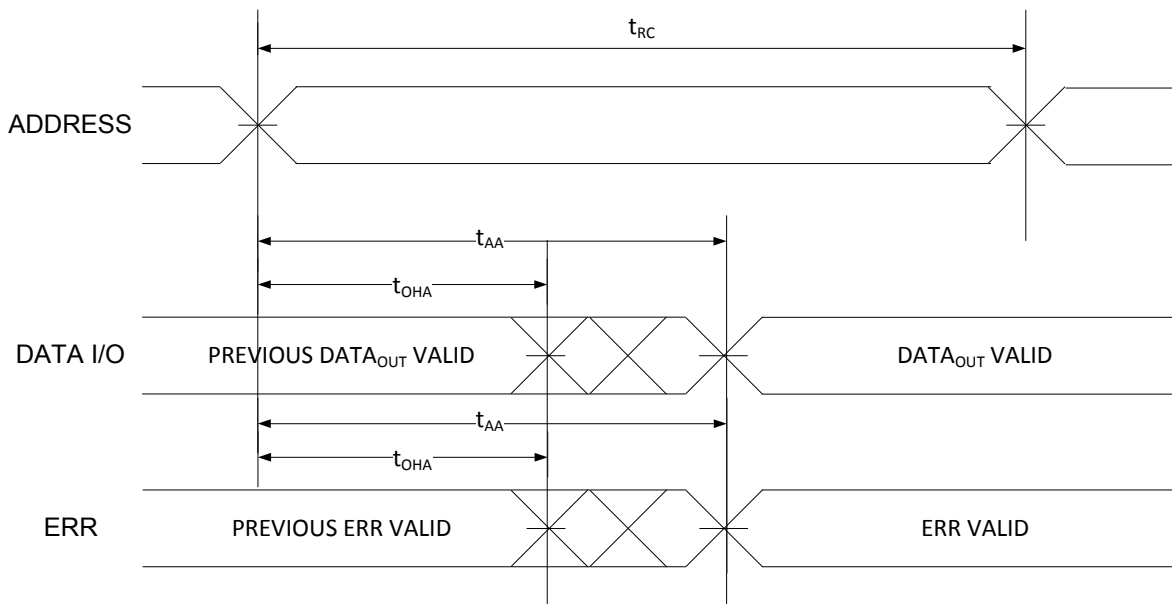 tRC
ADDRESS
tAA
tOHA
DATA I/O
PREVIOUS DATAOUT VALID
DATAOUT VALID
tAA
tOHA
ERR
PREVIOUS ERR VALID
ERR VALID